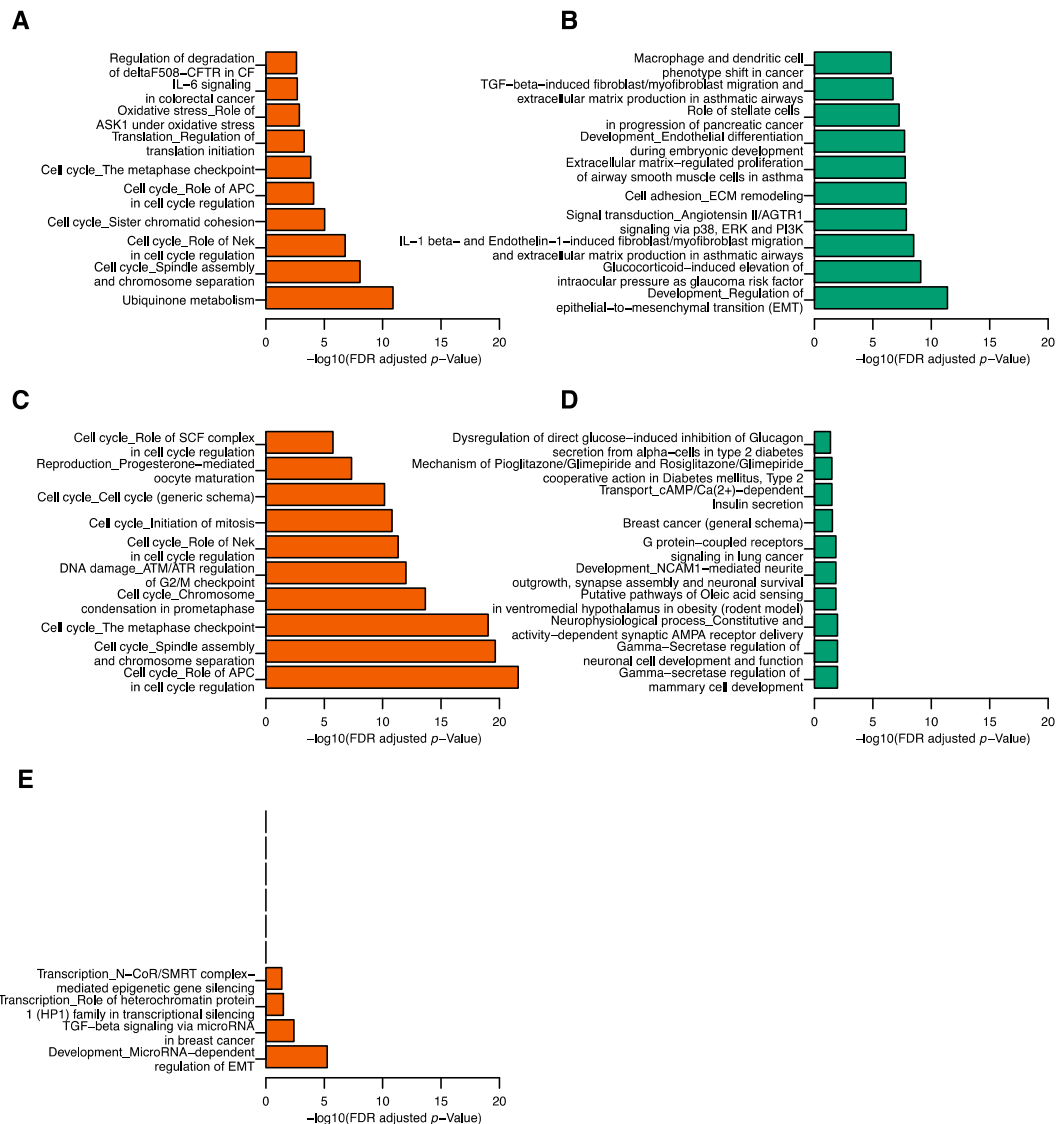 A
Regulation of degradation
of deltaF508−CFTR in CF
IL−6 signaling
in colorectal cancer
Oxidative stress_Role of
ASK1 under oxidative stress
Translation_Regulation of
translation initiation
Cell cycle_The metaphase checkpoint
Cell cycle_Role of APC
in cell cycle regulation
Cell cycle_Sister chromatid cohesion
Cell cycle_Role of Nek
in cell cycle regulation
Cell cycle_Spindle assembly
and chromosome separation
Ubiquinone metabolism
0 5 10 15 20
−log10(FDR adjusted p−Value)
B
Macrophage and dendritic cell
phenotype shift in cancer
TGF−beta−induced fibroblast/myofibroblast migration and
extracellular matrix production in asthmatic airways
Role of stellate cells
in progression of pancreatic cancer
Development_Endothelial differentiation
during embryonic development
Extracellular matrix−regulated proliferation
of airway smooth muscle cells in asthma
Cell adhesion_ECM remodeling
Signal transduction_Angiotensin II/AGTR1
signaling via p38, ERK and PI3K
IL−1 beta− and Endothelin−1−induced fibroblast/myofibroblast migration
and extracellular matrix production in asthmatic airways
Glucocorticoid−induced elevation of
intraocular pressure as glaucoma risk factor
Development_Regulation of
epithelial−to−mesenchymal transition (EMT)
0 5 10 15 20
−log10(FDR adjusted p−Value)
C
Cell cycle_Role of SCF complex
in cell cycle regulation
Reproduction_Progesterone−mediated
oocyte maturation
Cell cycle_Cell cycle (generic schema)
Cell cycle_Initiation of mitosis
Cell cycle_Role of Nek
in cell cycle regulation
DNA damage_ATM/ATR regulation
of G2/M checkpoint
Cell cycle_Chromosome
condensation in prometaphase
Cell cycle_The metaphase checkpoint
Cell cycle_Spindle assembly
and chromosome separation
Cell cycle_Role of APC
in cell cycle regulation
0 5 10 15 20
−log10(FDR adjusted p−Value)
D
Dysregulation of direct glucose−induced inhibition of Glucagon
secretion from alpha−cells in type 2 diabetes
Mechanism of Pioglitazone/Glimepiride and Rosiglitazone/Glimepiride
cooperative action in Diabetes mellitus, Type 2
Transport_cAMP/Ca(2+)−dependent
Insulin secretion
Breast cancer (general schema)
G protein−coupled receptors
signaling in lung cancer
Development_NCAM1−mediated neurite
outgrowth, synapse assembly and neuronal survival
Putative pathways of Oleic acid sensing
in ventromedial hypothalamus in obesity (rodent model)
Neurophysiological process_Constitutive and
activity−dependent synaptic AMPA receptor delivery
Gamma−Secretase regulation of
neuronal cell development and function
Gamma−secretase regulation of
mammary cell development
0 5 10 15 20
−log10(FDR adjusted p−Value)
E
Transcription_N−CoR/SMRT complex−
mediated epigenetic gene silencing
Transcription_Role of heterochromatin protein
1 (HP1) family in transcriptional silencing
TGF−beta signaling via microRNA
in breast cancer
Development_MicroRNA−dependent
regulation of EMT
0 5 10 15 20
−log10(FDR adjusted p−Value)